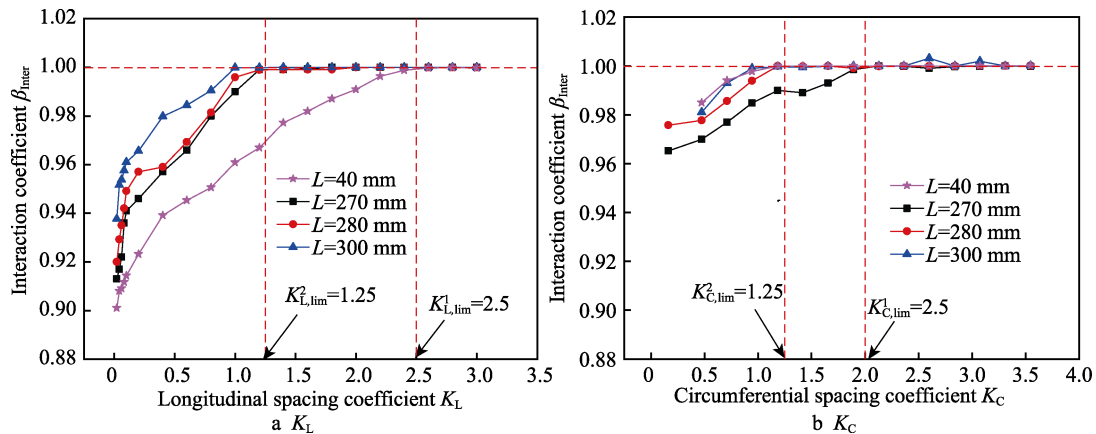 1.02
1.00
0.98
0.96
0.94
0.92
0.90
0.88
Interaction coefficient βInter
L=40 mm
L=270 mm
L=280 mm
L=300 mm
K²L,lim=1.25
K¹L,lim=2.5
0 0.5 1.0 1.5 2.0 2.5 3.0 3.5
Longitudinal spacing coefficient KL
a KL
1.02
1.00
0.98
0.96
0.94
0.92
0.90
0.88
Interaction coefficient βInter
L=40 mm
L=270 mm
L=280 mm
L=300 mm
K²C,lim=1.25
K¹C,lim=2.5
0 0.5 1.0 1.5 2.0 2.5 3.0 3.5 4.0
Circumferential spacing coefficient KC
b KC